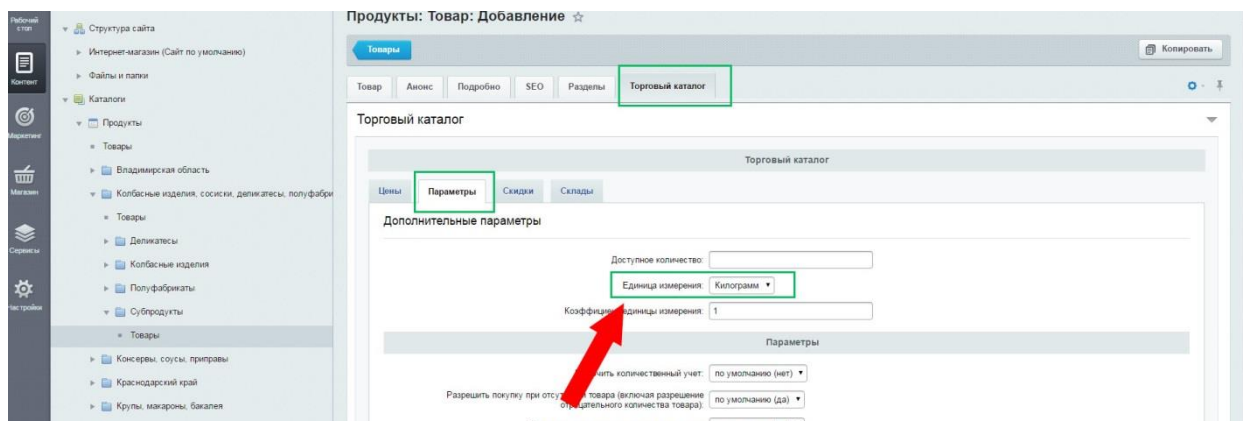 Рабочий
стол
Контент
Маркетинг
Магазин
Сервисы
Настройки
Структура сайта
Интернет-магазин (Сайт по умолчанию)
Файлы и папки
Каталоги
Продукты
Товары
Владимирская область
Колбасные изделия, сосиски, деликатесы, полуфабри
Товары
Деликатесы
Колбасные изделия
Полуфабрикаты
Субпродукты
Товары
Консервы, соусы, приправы
Краснодарский край
Крупы, макароны, бакалея
Продукты: Товар: Добавление
Товары
Копировать
Товар Анонс Подробно SEO Разделы Торговый каталог
Торговый каталог
Торговый каталог
Цены Параметры Скидки Склады
Дополнительные параметры
Доступное количество:
Единица измерения: Килограмм
единицы измерения: 1
Параметры
количественный учет: по умолчанию (нет)
Разрешить покупку при товара (включая разрешение
отрицательного количества товара): по умолчанию (да)